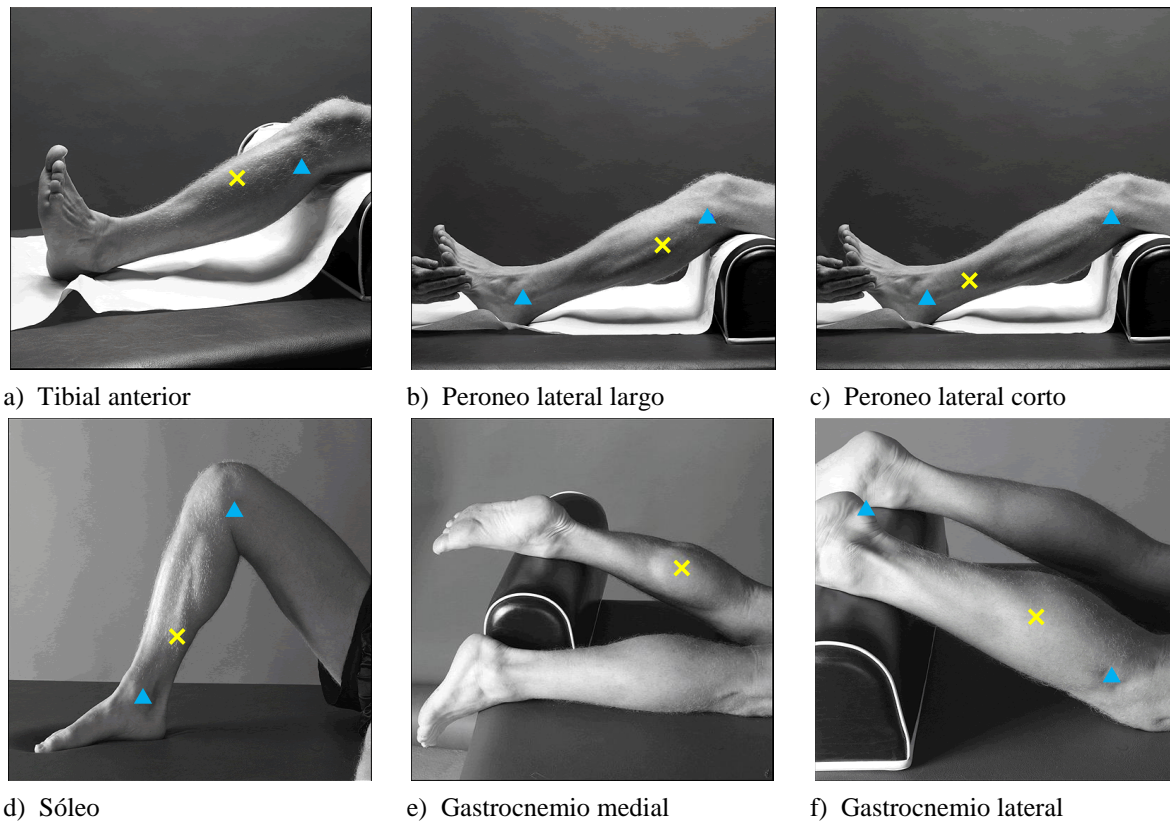 a) Tibial anterior
b) Peroneo lateral largo
c) Peroneo lateral corto
d) Sóleo
e) Gastrocnemio medial
f) Gastrocnemio lateral